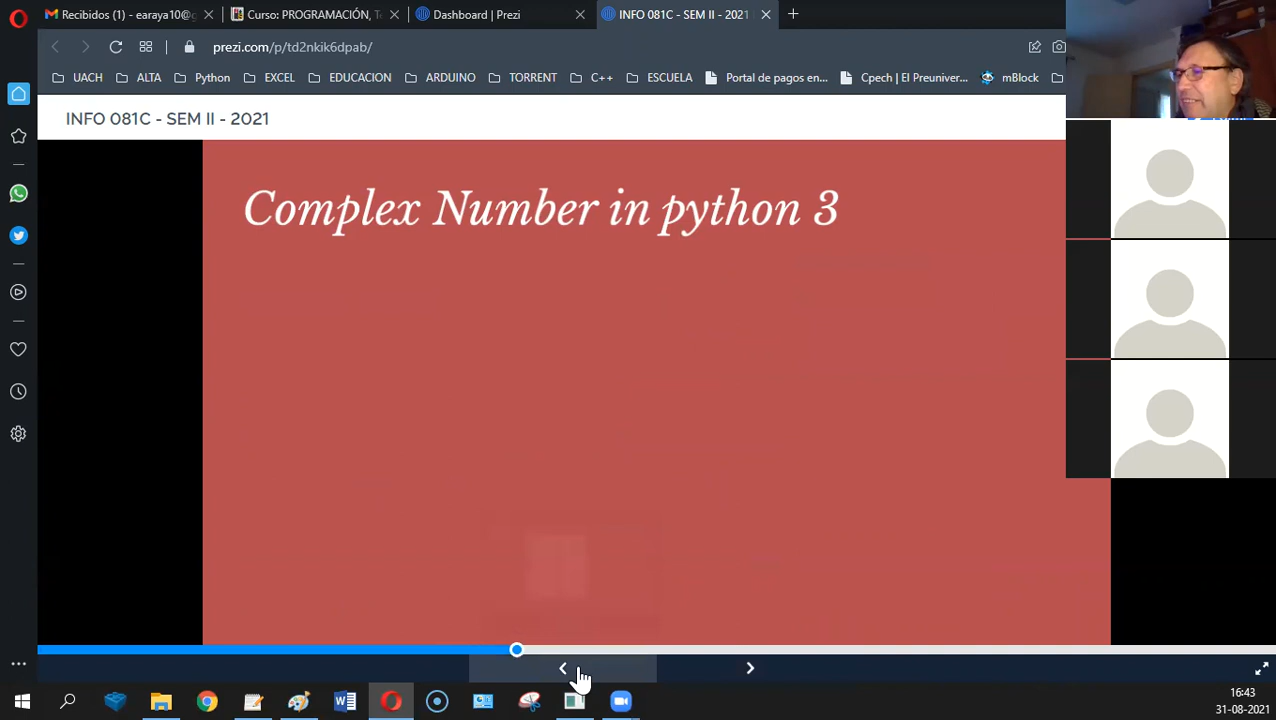 Recibidos (1) - earaya10@g
Curso: PROGRAMACIÓN, T
Dashboard | Prezi
INFO 081C - SEM II - 2021
prezi.com/p/td2nkik6dpab/
UACH
ALTA
Python
EXCEL
EDUCACION
ARDUINO
TORRENT
C++
ESCUELA
Portal de pagos en...
Cpech | El Preuniver...
mBlock
INFO 081C - SEM II - 2021
Complex Number in python 3
16:43
31-08-2021